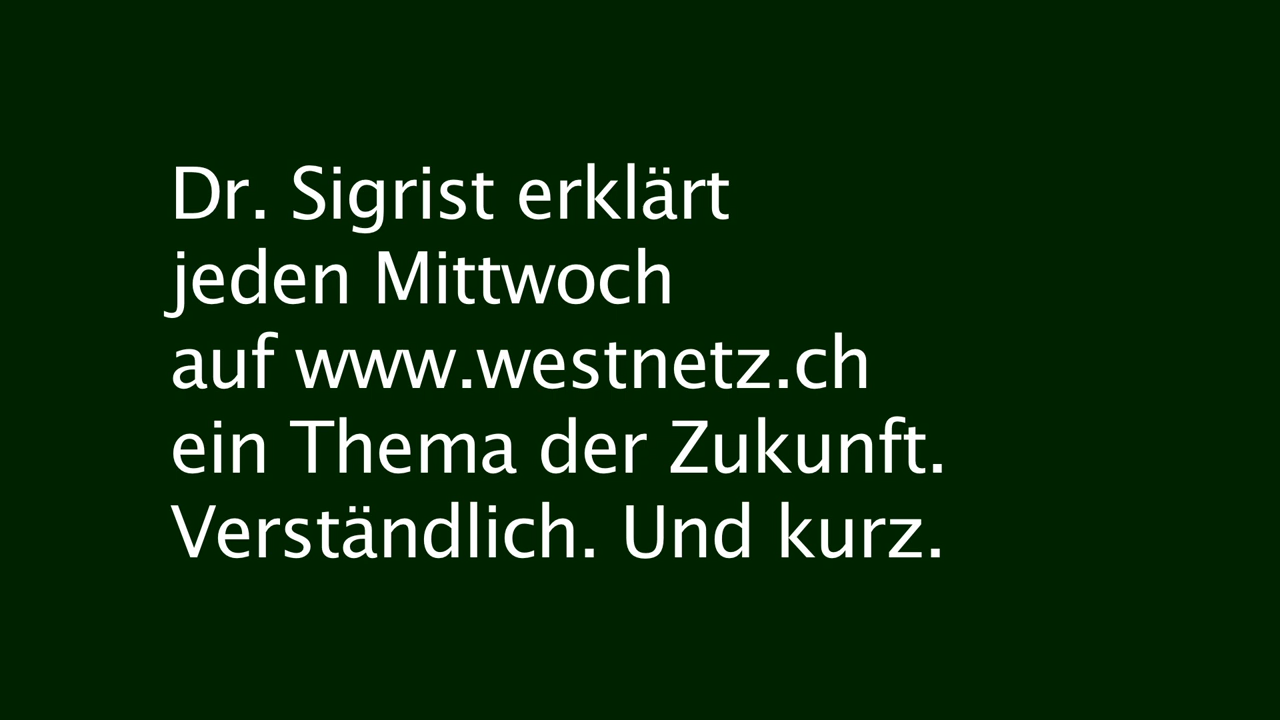 Dr. Sigrist erklärt
jeden Mittwoch
auf www.westnetz.ch
ein Thema der Zukunft.
Verständlich. Und kurz.